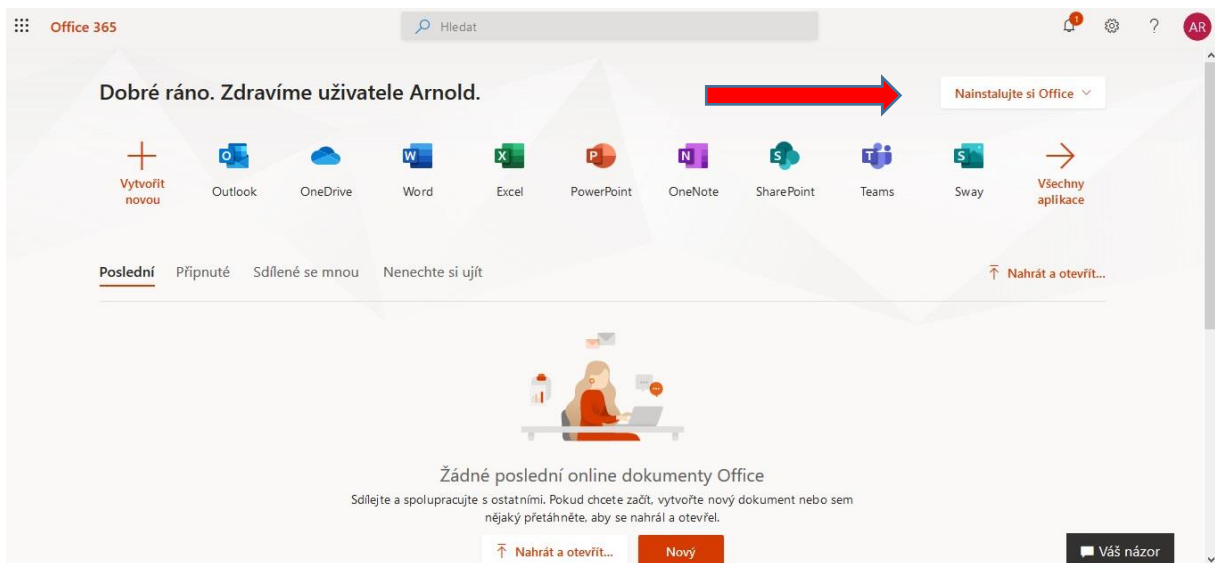 Office 365
Hledat
1
?
AR
Dobré ráno. Zdravíme uživatele Arnold.
Nainstalujte si Office
Vytvořit
novou
Outlook
OneDrive
Word
Excel
PowerPoint
OneNote
SharePoint
Teams
Sway
Všechny
aplikace
Poslední Připnuté Sdílené se mnou Nenechte si ujít
Nahrát a otevřít...
Žádné poslední online dokumenty Office
Sdílejte a spolupracujte s ostatními. Pokud chcete začít, vytvořte nový dokument nebo sem
nějaký přetáhněte, aby se nahrál a otevřel.
Nahrát a otevřít...
Nový
Váš názor